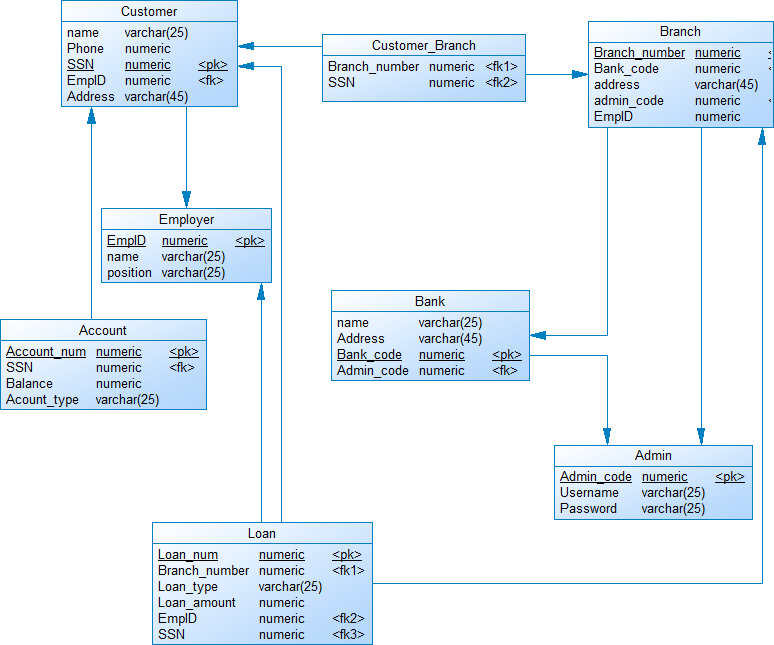 Customer
name varchar(25)
Phone numeric
SSN numeric <pk>
EmpID numeric <fk>
Address varchar(45)
Customer_Branch
Branch_number numeric <fk1>
SSN numeric <fk2>
Branch
Branch_number numeric
Bank_code numeric
address varchar(45)
admin_code numeric
EmpID numeric
Employer
EmpID numeric <pk>
name varchar(25)
position varchar(25)
Bank
name varchar(25)
Address varchar(45)
Bank_code numeric <pk>
Admin_code numeric <fk>
Account
Account_num numeric <pk>
SSN numeric <fk>
Balance numeric
Acount_type varchar(25)
Admin
Admin_code numeric <pk>
Username varchar(25)
Password varchar(25)
Loan
Loan_num numeric <pk>
Branch_number numeric <fk1>
Loan_type varchar(25)
Loan_amount numeric
EmpID numeric <fk2>
SSN numeric <fk3>